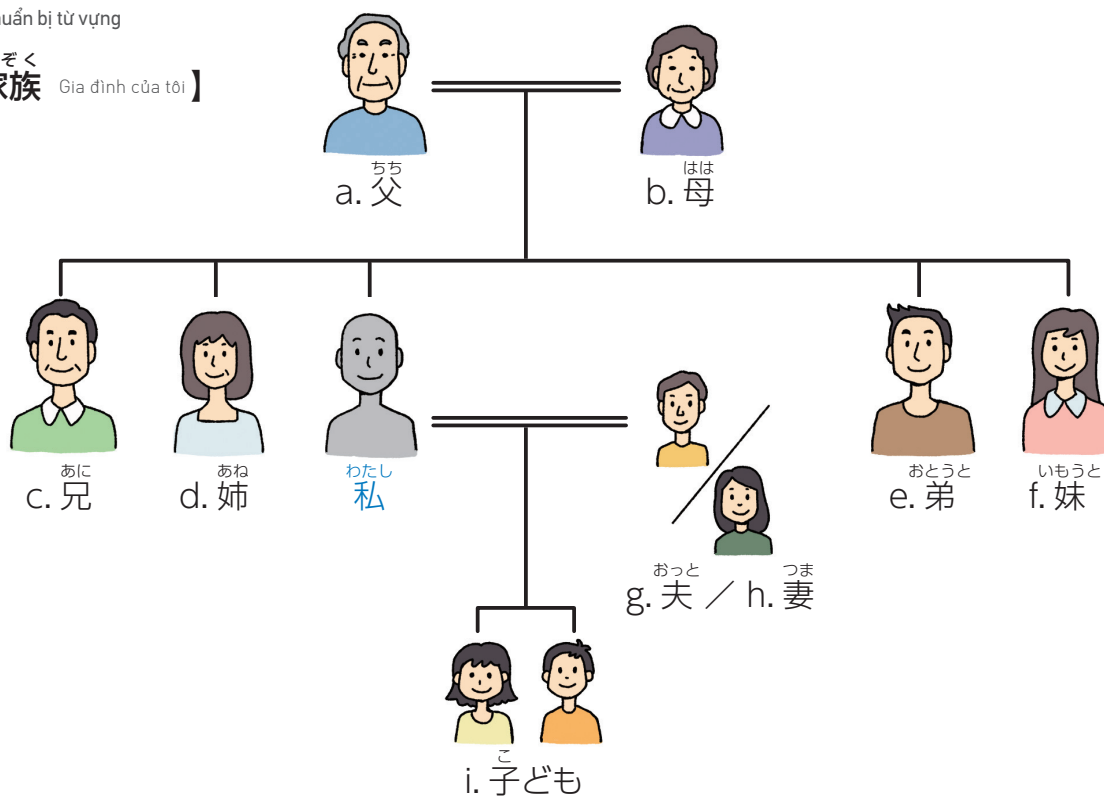 uẩn bị từ vựng
ぞく
族 Gia đình của tôi】
ちち
a. 父
はは
b. 母
あに
c. 兄
あね
d. 姉
わたし
私
おとうと
e. 弟
いもうと
f. 妹
おっと つま
g. 夫 ／ h. 妻
こ
i. 子ども